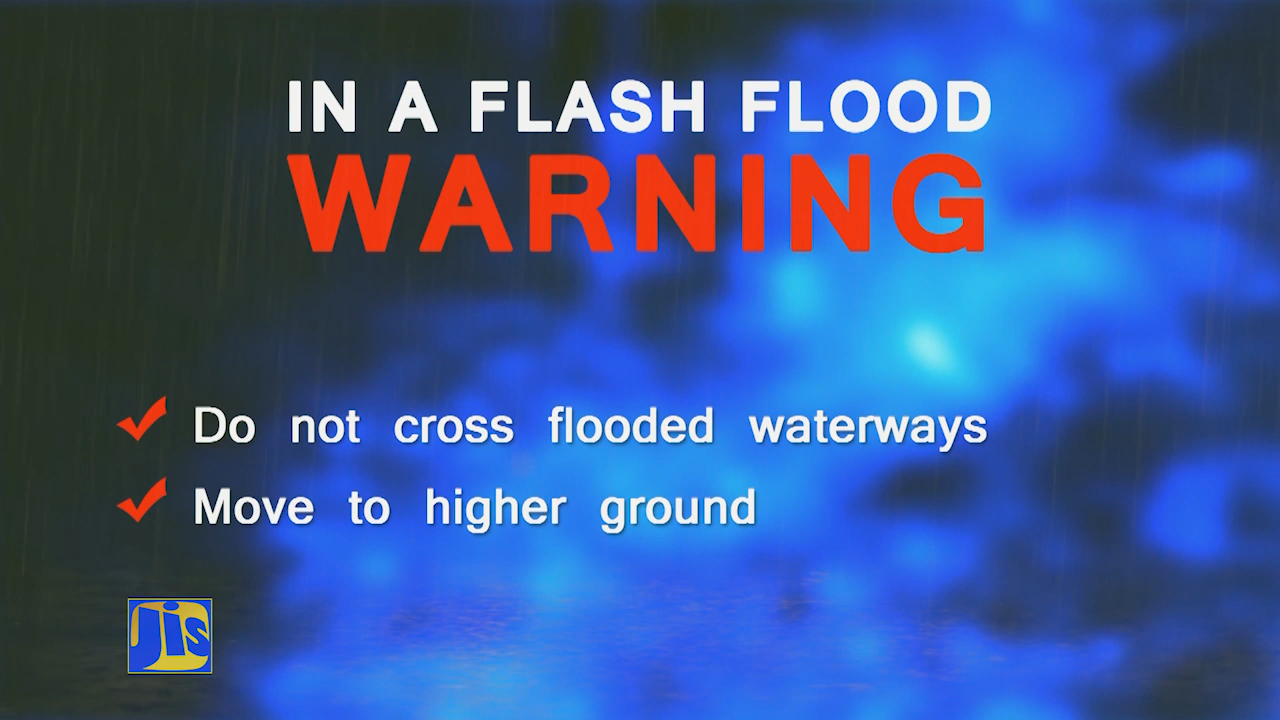 IN A FLASH FLOOD
WARNING
Do not cross flooded waterways
Move to higher ground
Jis